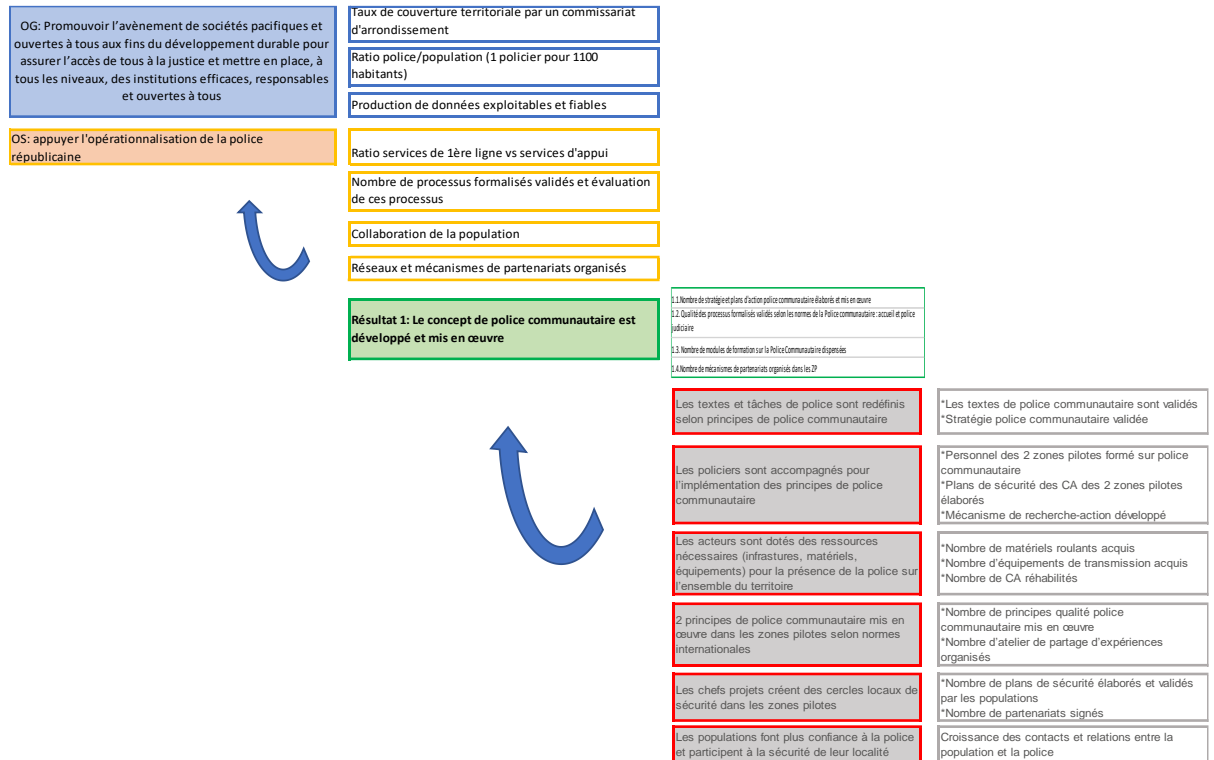 OG: Promouvoir l'avènement de sociétés pacifiques et
ouvertes à tous aux fins du développement durable pour
assurer l'accès de tous à la justice et mettre en place, à
tous les niveaux, des institutions efficaces, responsables
et ouvertes à tous
Taux de couverture territoriale par un commissariat
d'arrondissement
Ratio police/population (1 policier pour 1100
habitants)
Production de données exploitables et fiables
OS: appuyer l'opérationnalisation de la police
républicaine
Ratio services de 1ère ligne vs services d'appui
Nombre de processus formalisés validés et évaluation
de ces processus
Collaboration de la population
Réseaux et mécanismes de partenariats organisés
Résultat 1: Le concept de police communautaire est
développé et mis en œuvre
1.1.Nombre de stratégie et plans d'action police communautaire élaborés et mis en œuvre
1.2. Qualité des processus formalisés validés selon les normes de la Police communautaire : accueil et police
judiciaire
1.3. Nombre de modules de formation sur la Police Communautaire dispensées
1.4.Nombre de mécanismes de partenariats organisés dans les ZP
Les textes et tâches de police sont redéfinis
selon principes de police communautaire
*Les textes de police communautaire sont validés
*Stratégie police communautaire validée
Les policiers sont accompagnés pour
l'implémentation des principes de police
communautaire
*Personnel des 2 zones pilotes formé sur police
communautaire
*Plans de sécurité des CA des 2 zones pilotes
élaborés
*Mécanisme de recherche-action développé
Les acteurs sont dotés des ressources
nécessaires (infrastures, matériels,
équipements) pour la présence de la police sur
l'ensemble du territoire
*Nombre de matériels roulants acquis
*Nombre d'équipements de transmission acquis
*Nombre de CA réhabilités
2 principes de police communautaire mis en
œuvre dans les zones pilotes selon normes
internationales
*Nombre de principes qualité police
communautaire mis en œuvre
*Nombre d'atelier de partage d'expériences
organisés
Les chefs projets créent des cercles locaux de
sécurité dans les zones pilotes
*Nombre de plans de sécurité élaborés et validés
par les populations
*Nombre de partenariats signés
Les populations font plus confiance à la police
et participent à la sécurité de leur localité
Croissance des contacts et relations entre la
population et la police